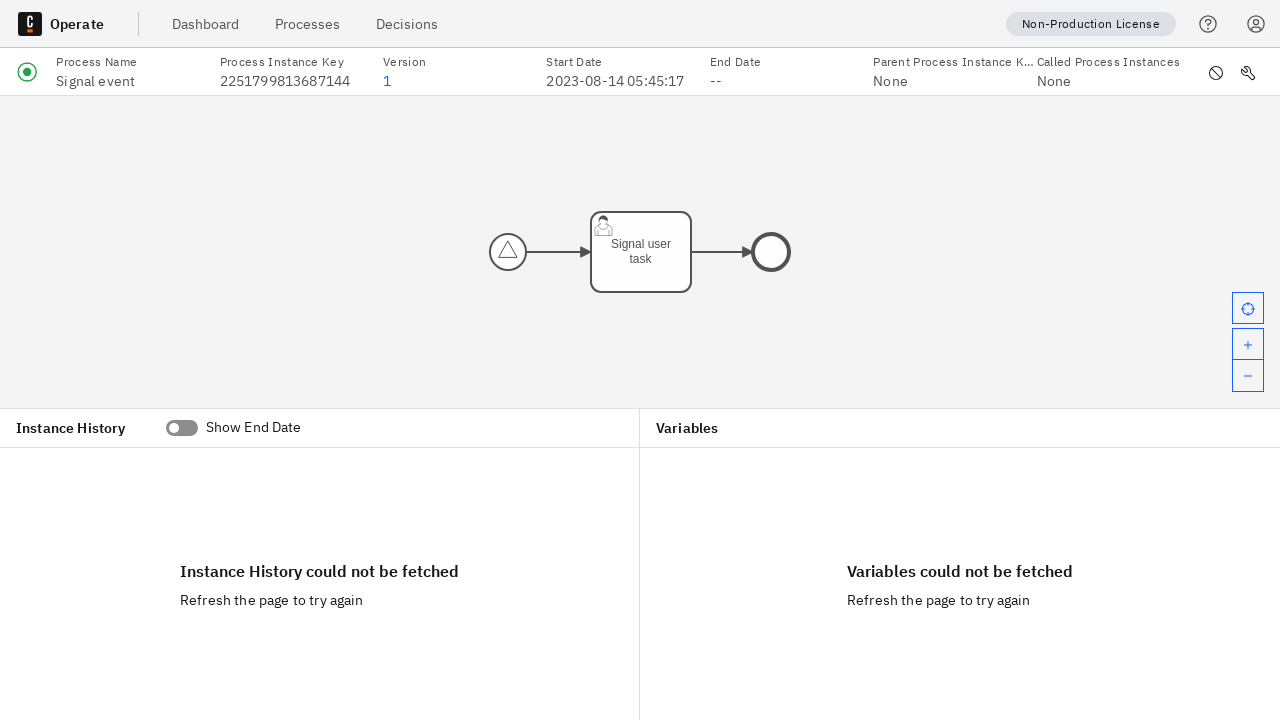 Operate
Dashboard
Processes
Decisions
Non-Production License
Process Name
Signal event
Process Instance Key
2251799813687144
Version
1
Start Date
2023-08-14 05:45:17
End Date
--
Parent Process Instance K...
None
Called Process Instances
None
Signal user
task
Instance History
Show End Date
Variables
Instance History could not be fetched
Refresh the page to try again
Variables could not be fetched
Refresh the page to try again